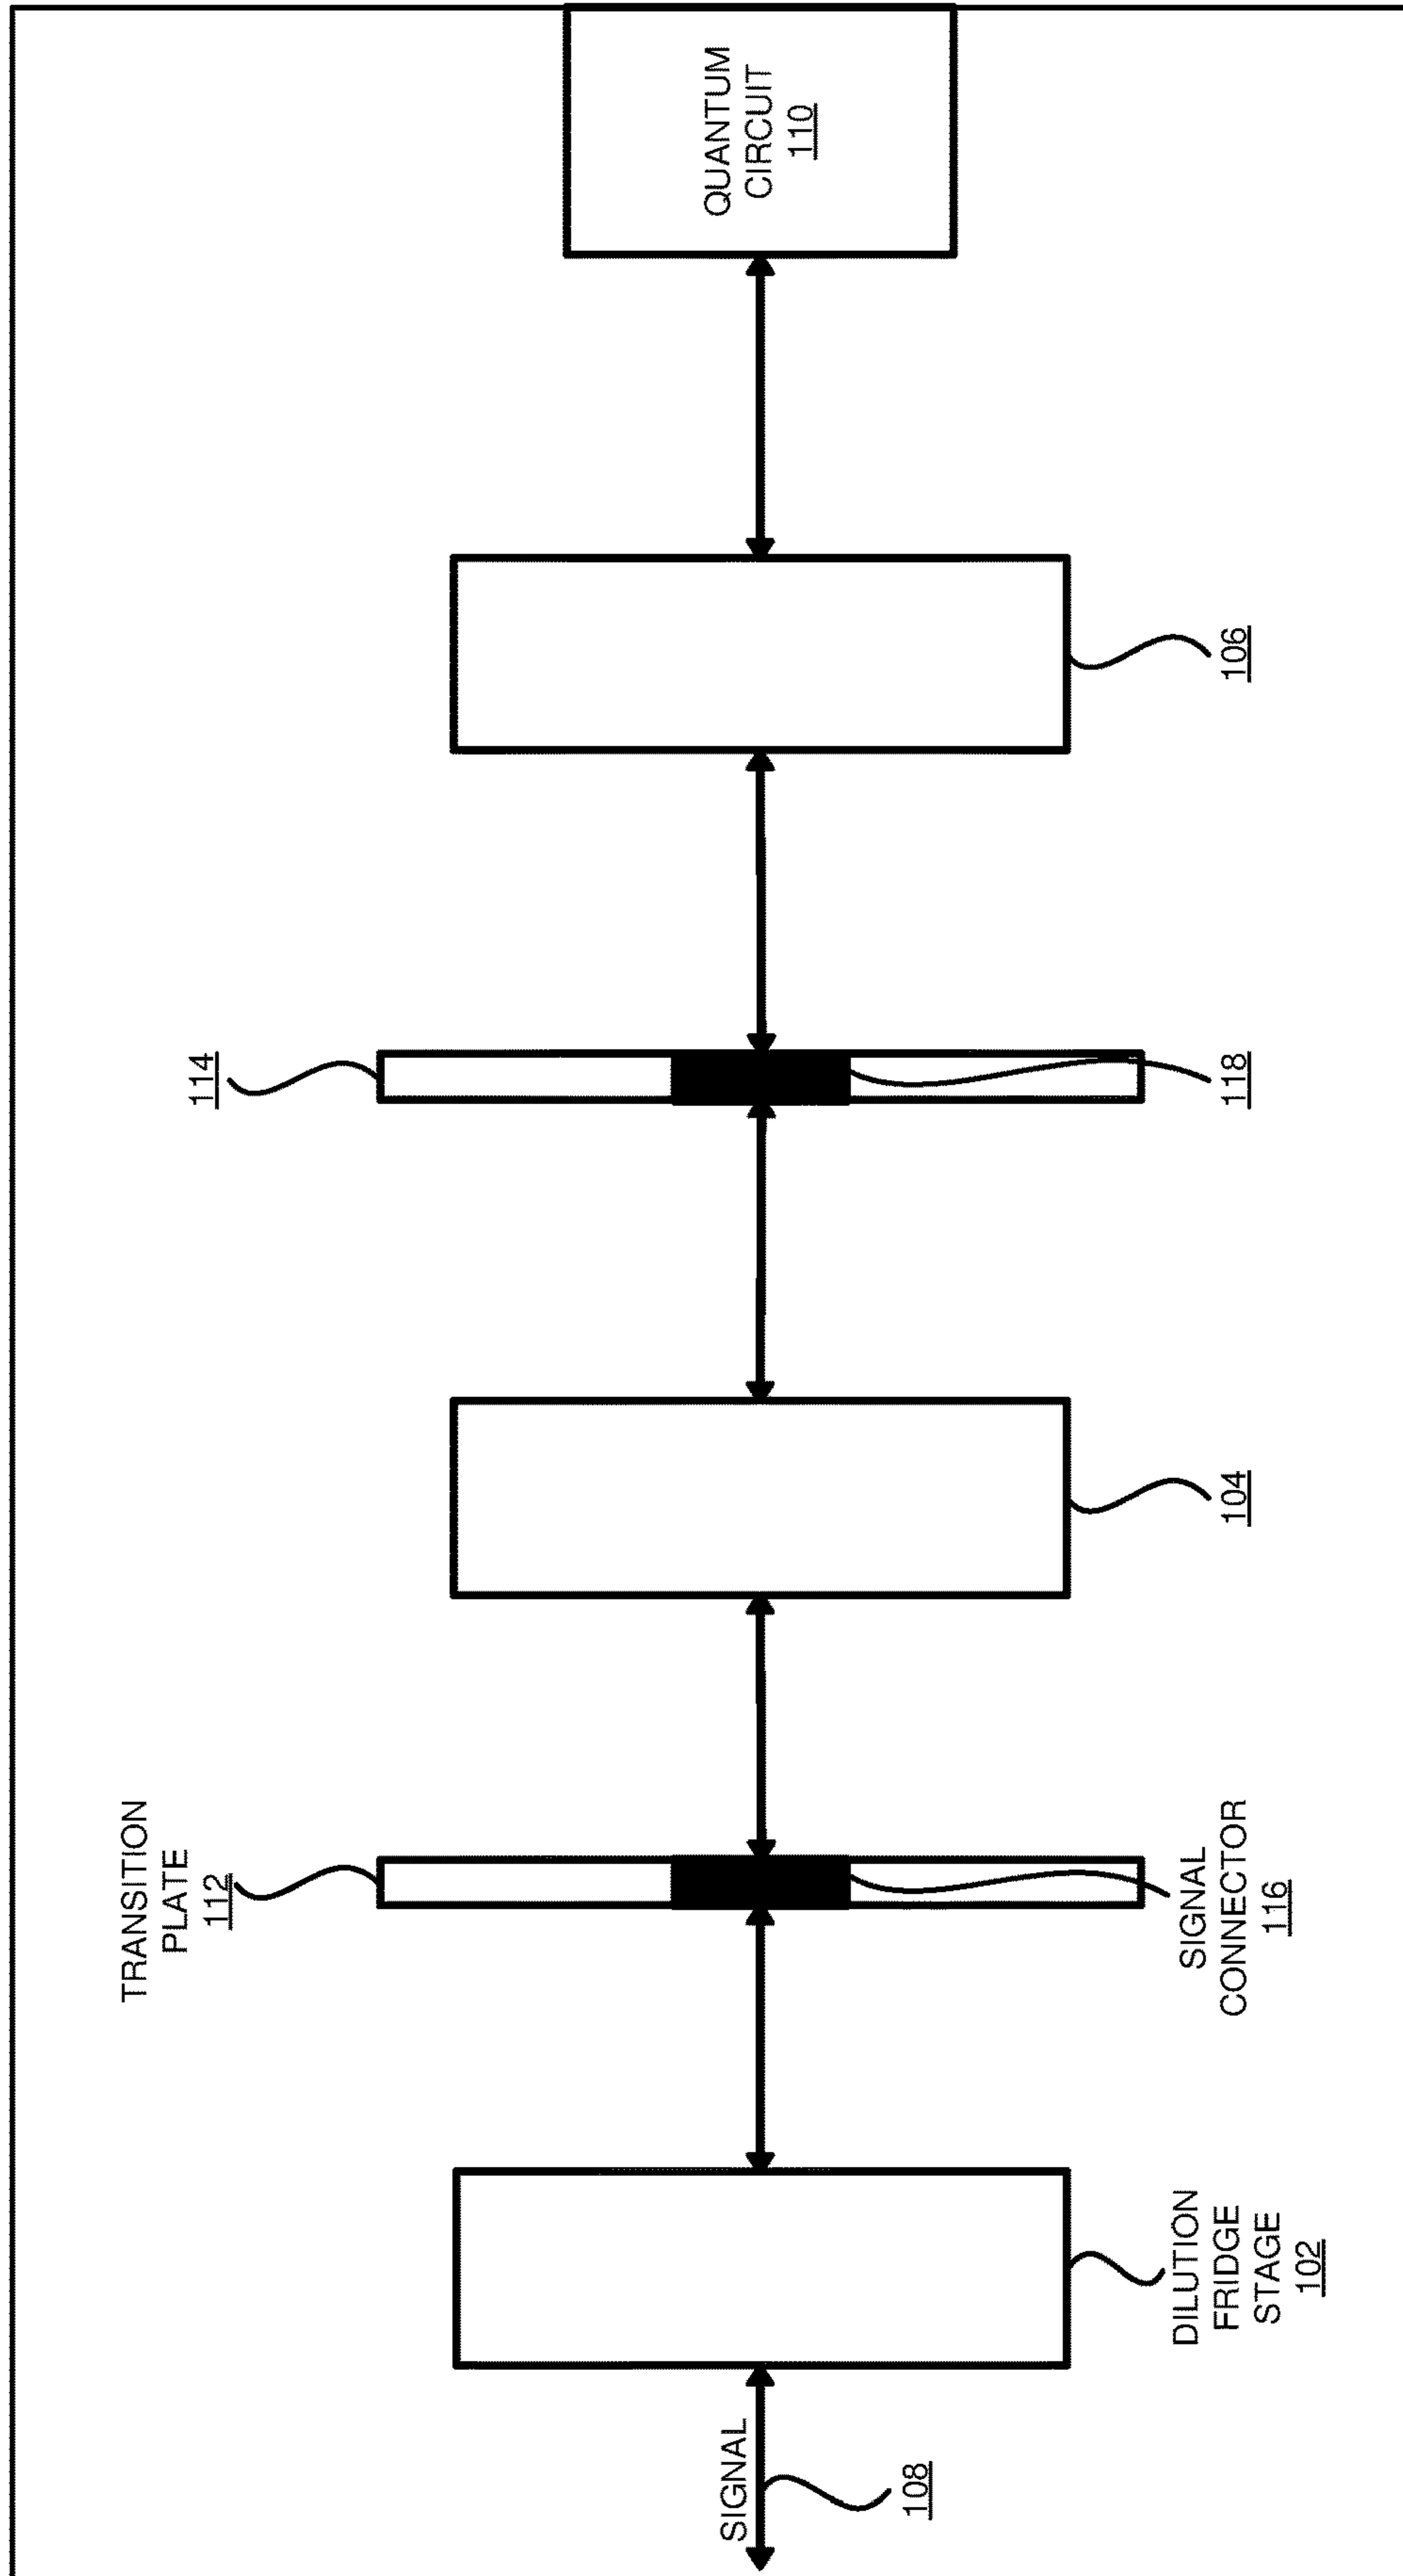 TRANSITION
PLATE
112
114
SIGNAL
108
QUANTUM
CIRCUIT
110
DILUTION
FRIDGE
STAGE
102
SIGNAL
CONNECTOR
116
104
118
106